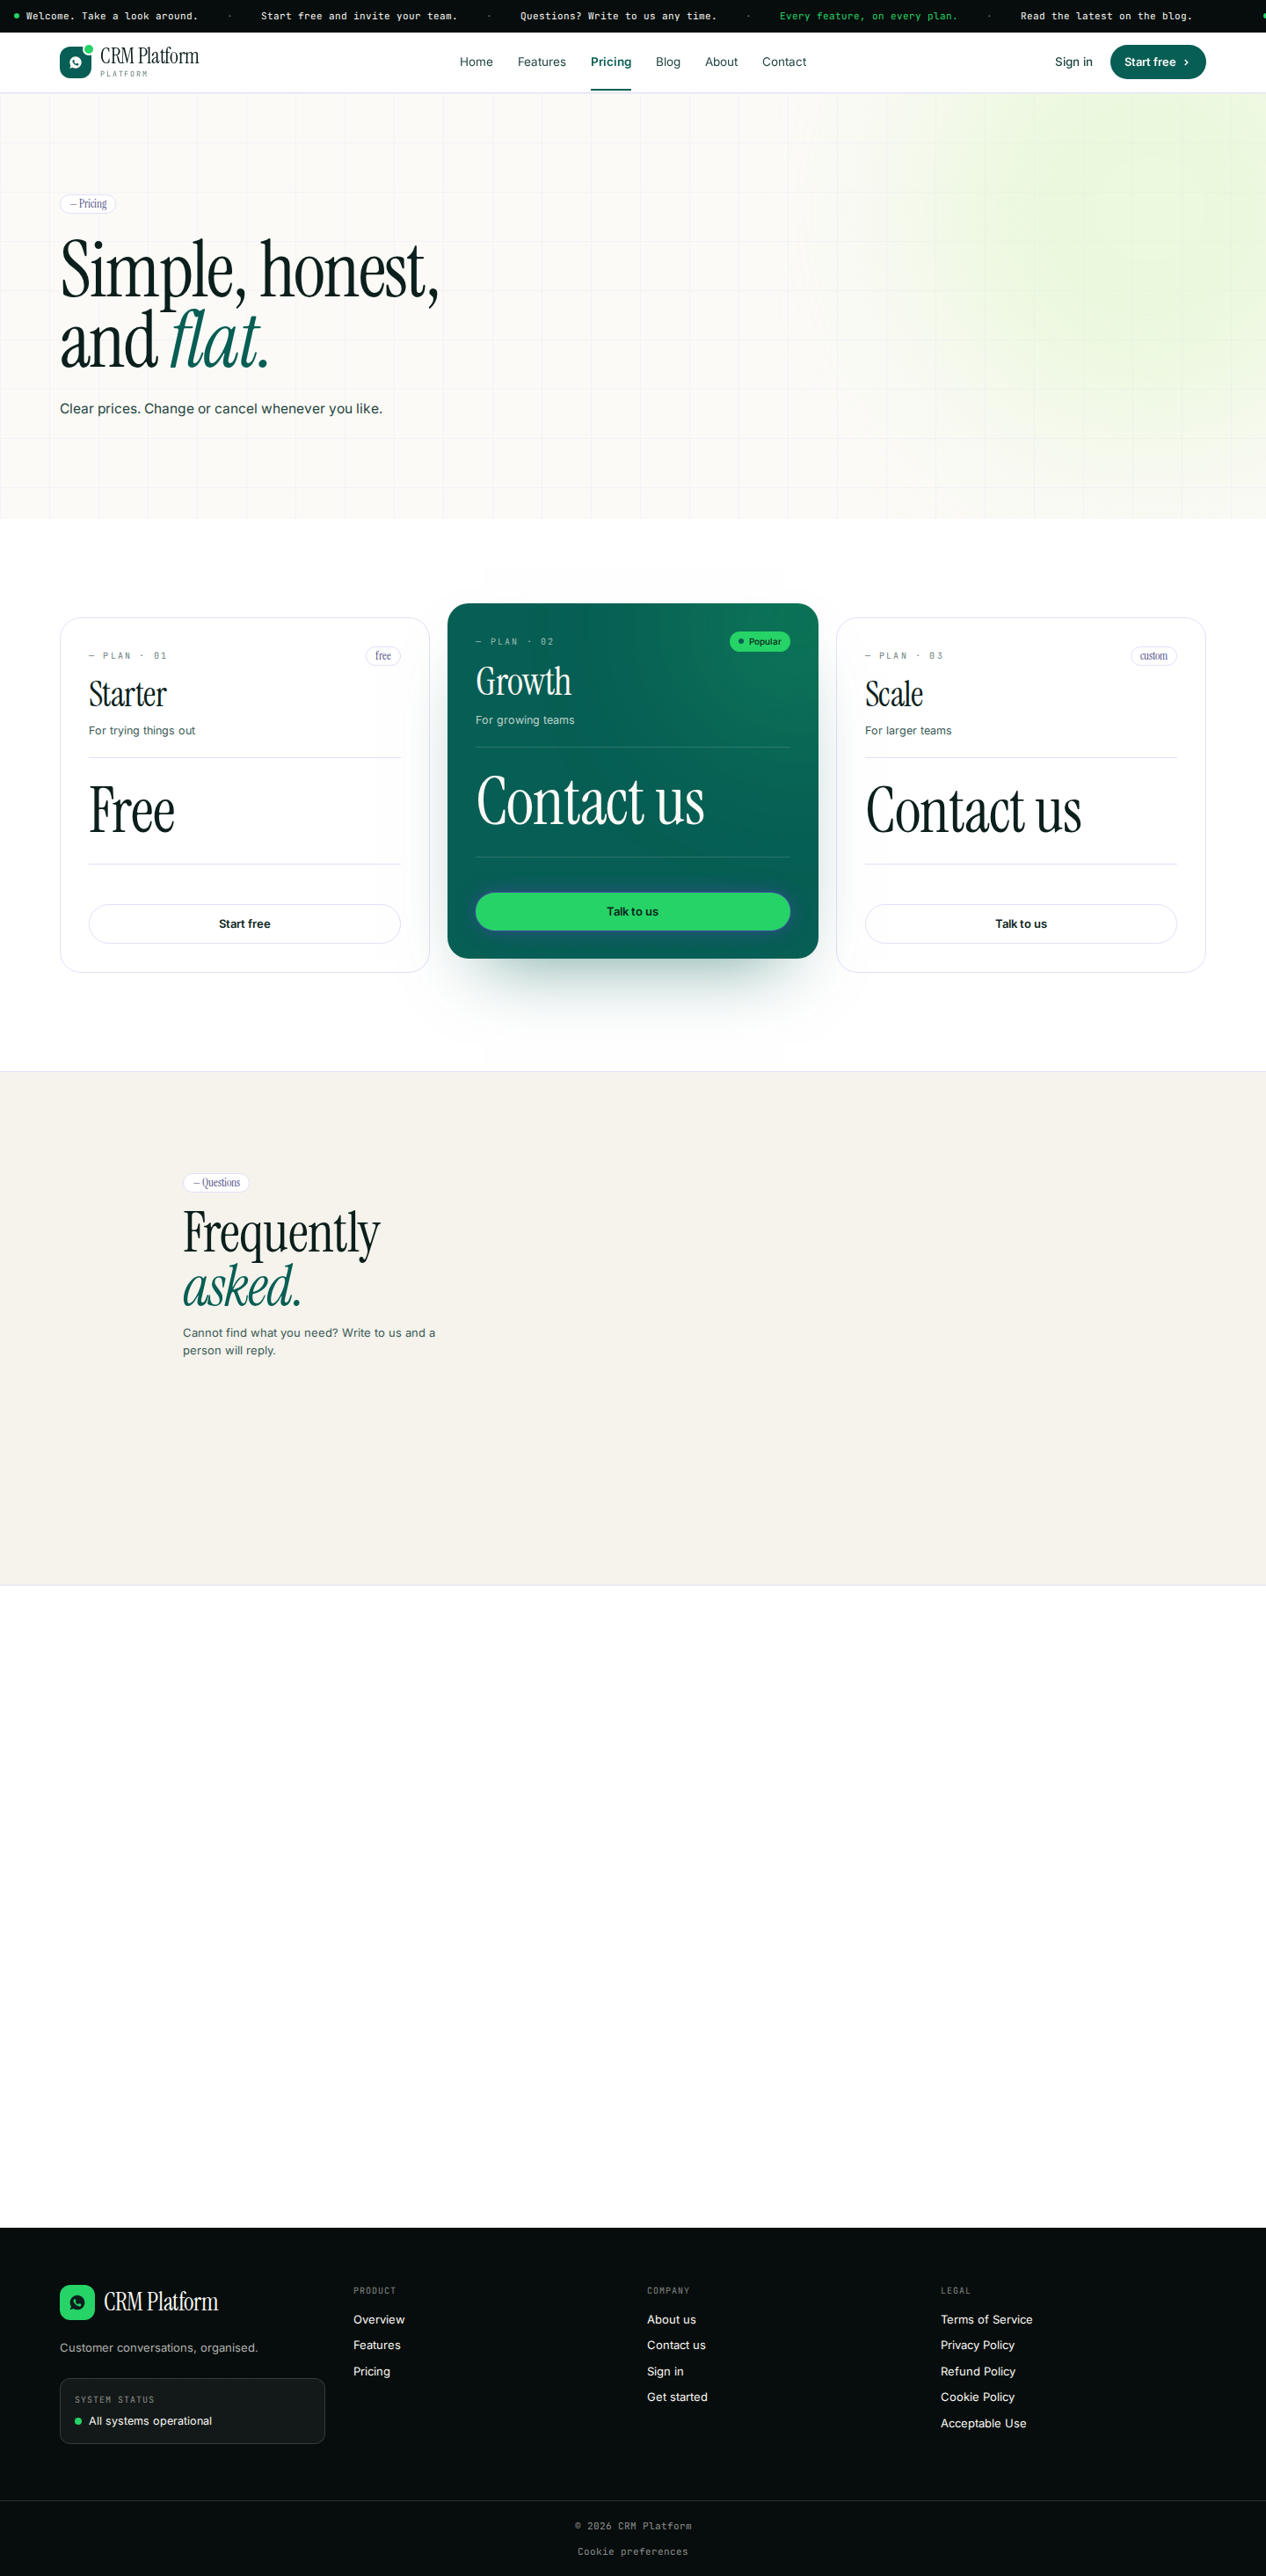 Welcome. Take a look around. · Start free and invite your team. · Questions? Write to us any time. · Every feature, on every plan. · Read the latest on the blog.
CRM Platform
PLATFORM
Home Features Pricing Blog About Contact
Sign in Start free ›
— Pricing
Simple, honest,
and flat.
Clear prices. Change or cancel whenever you like.
— PLAN · 01 free
Starter
For trying things out
Free
Start free
— PLAN · 02 Popular
Growth
For growing teams
Contact us
Talk to us
— PLAN · 03 custom
Scale
For larger teams
Contact us
Talk to us
— Questions
Frequently
asked.
Cannot find what you need? Write to us and a
person will reply.
CRM Platform
Customer conversations, organised.
SYSTEM STATUS
All systems operational
PRODUCT
Overview
Features
Pricing
COMPANY
About us
Contact us
Sign in
Get started
LEGAL
Terms of Service
Privacy Policy
Refund Policy
Cookie Policy
Acceptable Use
© 2026 CRM Platform
Cookie preferences